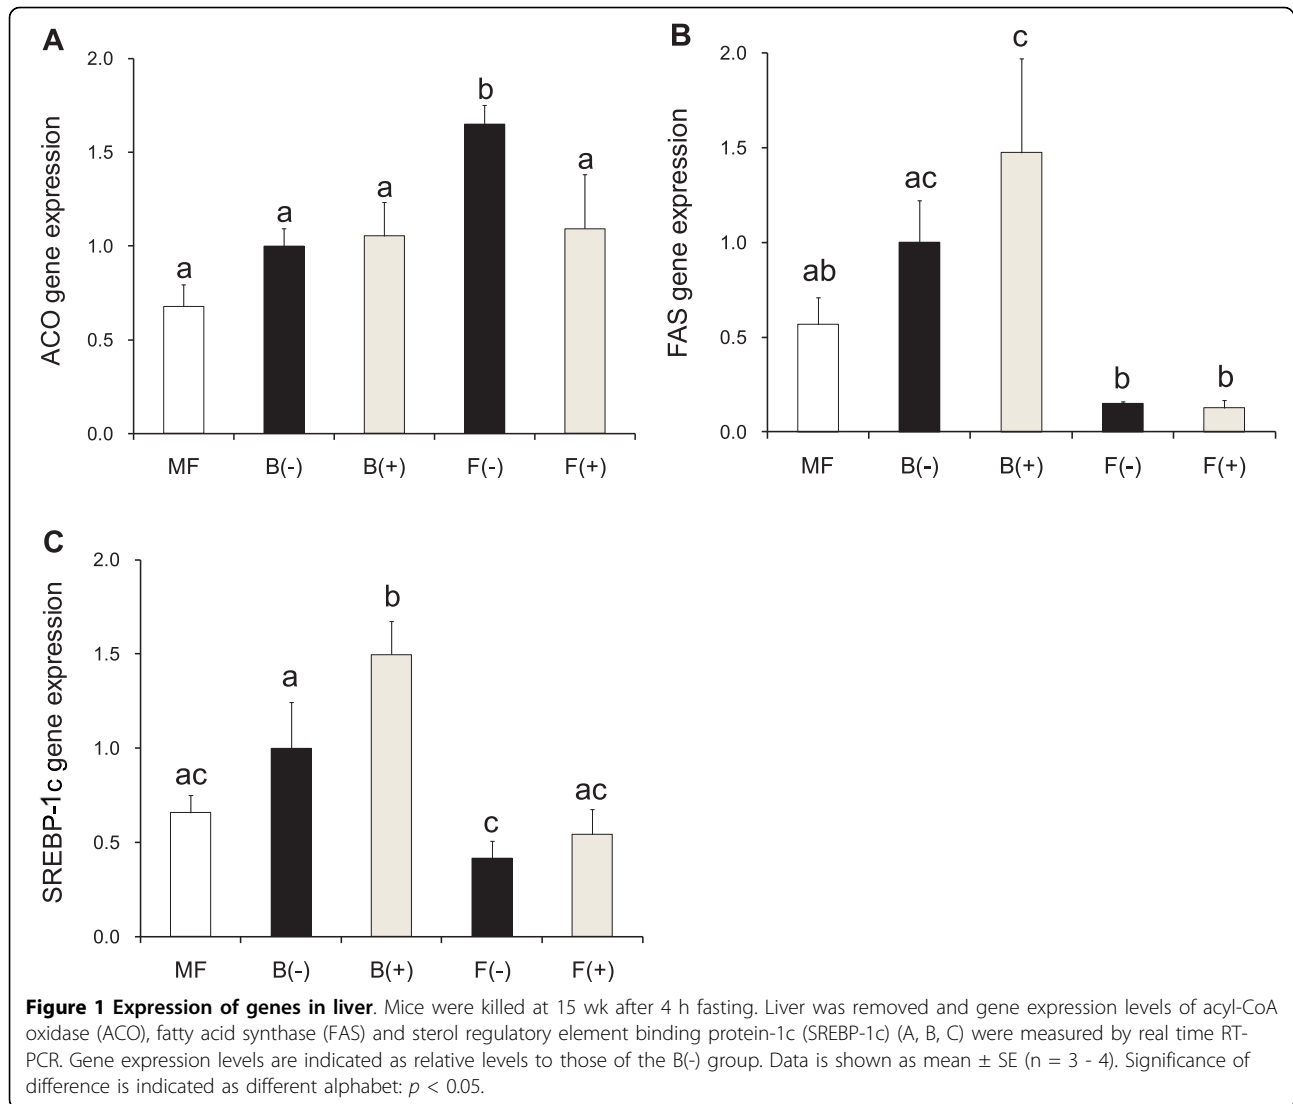 A
2.0
1.5
1.0
0.5
0.0
ACO gene expression
a
a
a
b
a
MF B(-) B(+) F(-) F(+)
B
2.0
1.5
1.0
0.5
0.0
FAS gene expression
ab
ac
c
b
b
MF B(-) B(+) F(-) F(+)
C
2.0
1.5
1.0
0.5
0.0
SREBP-1c gene expression
ac
a
b
c
ac
MF B(-) B(+) F(-) F(+)
Figure 1 Expression of genes in liver. Mice were killed at 15 wk after 4 h fasting. Liver was removed and gene expression levels of acyl-CoA
oxidase (ACO), fatty acid synthase (FAS) and sterol regulatory element binding protein-1c (SREBP-1c) (A, B, C) were measured by real time RT-
PCR. Gene expression levels are indicated as relative levels to those of the B(-) group. Data is shown as mean ± SE (n = 3 - 4). Significance of
difference is indicated as different alphabet: p < 0.05.